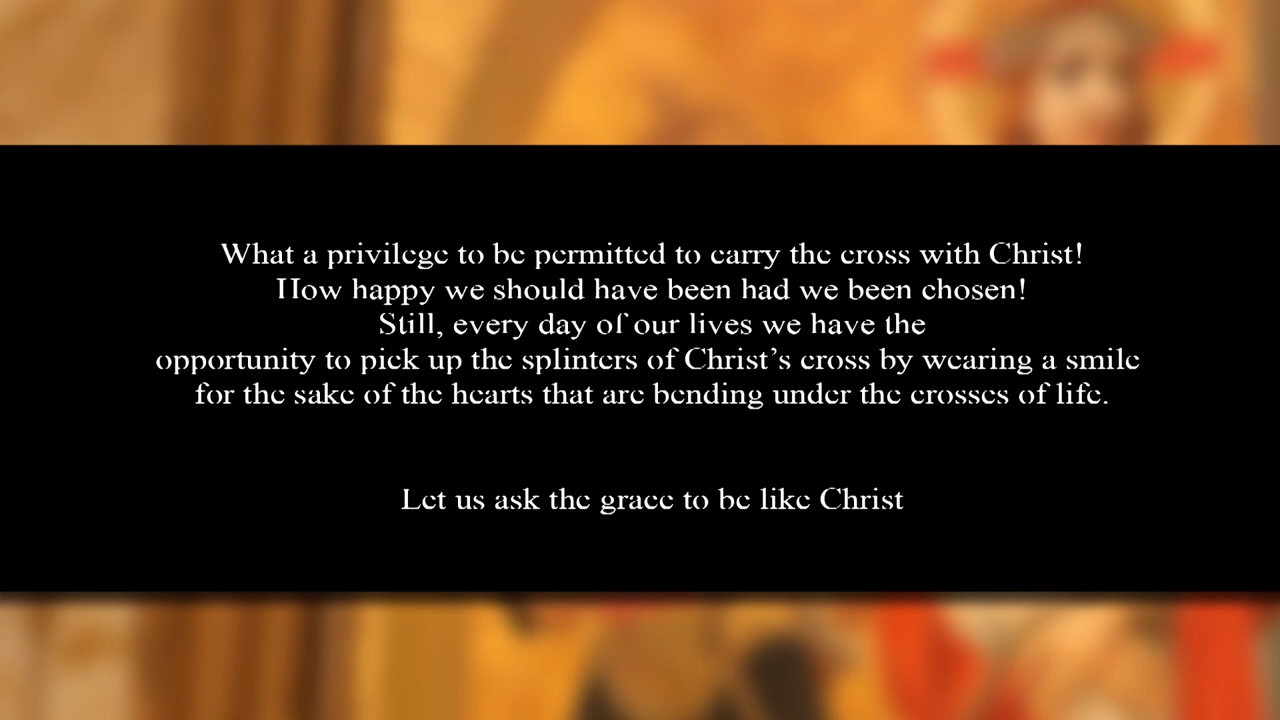 What a privilege to be permitted to carry the cross with Christ!
How happy we should have been had we been chosen!
Still, every day of our lives we have the
opportunity to pick up the splinters of Christ’s cross by wearing a smile
for the sake of the hearts that are bending under the crosses of life.
Let us ask the grace to be like Christ